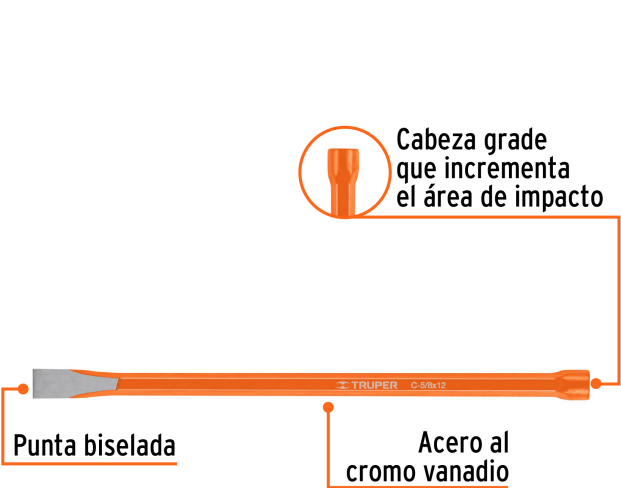 Cabeza grade
que incrementa
el área de impacto
TRUPER C-5/8x12
Punta biselada
Acero al
cromo vanadio